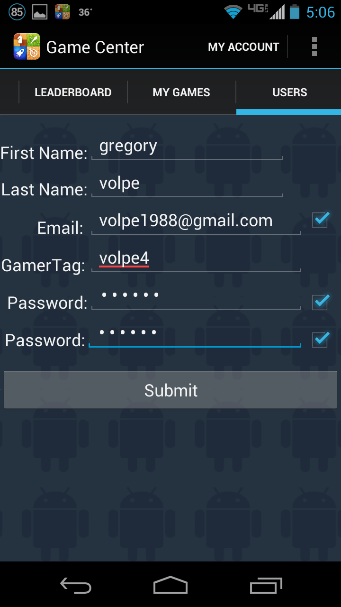 85 36° 4G 5:06
Game Center MY ACCOUNT
LEADERBOARD MY GAMES USERS
First Name: gregory
Last Name: volpe
Email: volpe1988@gmail.com
GamerTag: volpe4
Password: ••••••
Password: ••••••
Submit